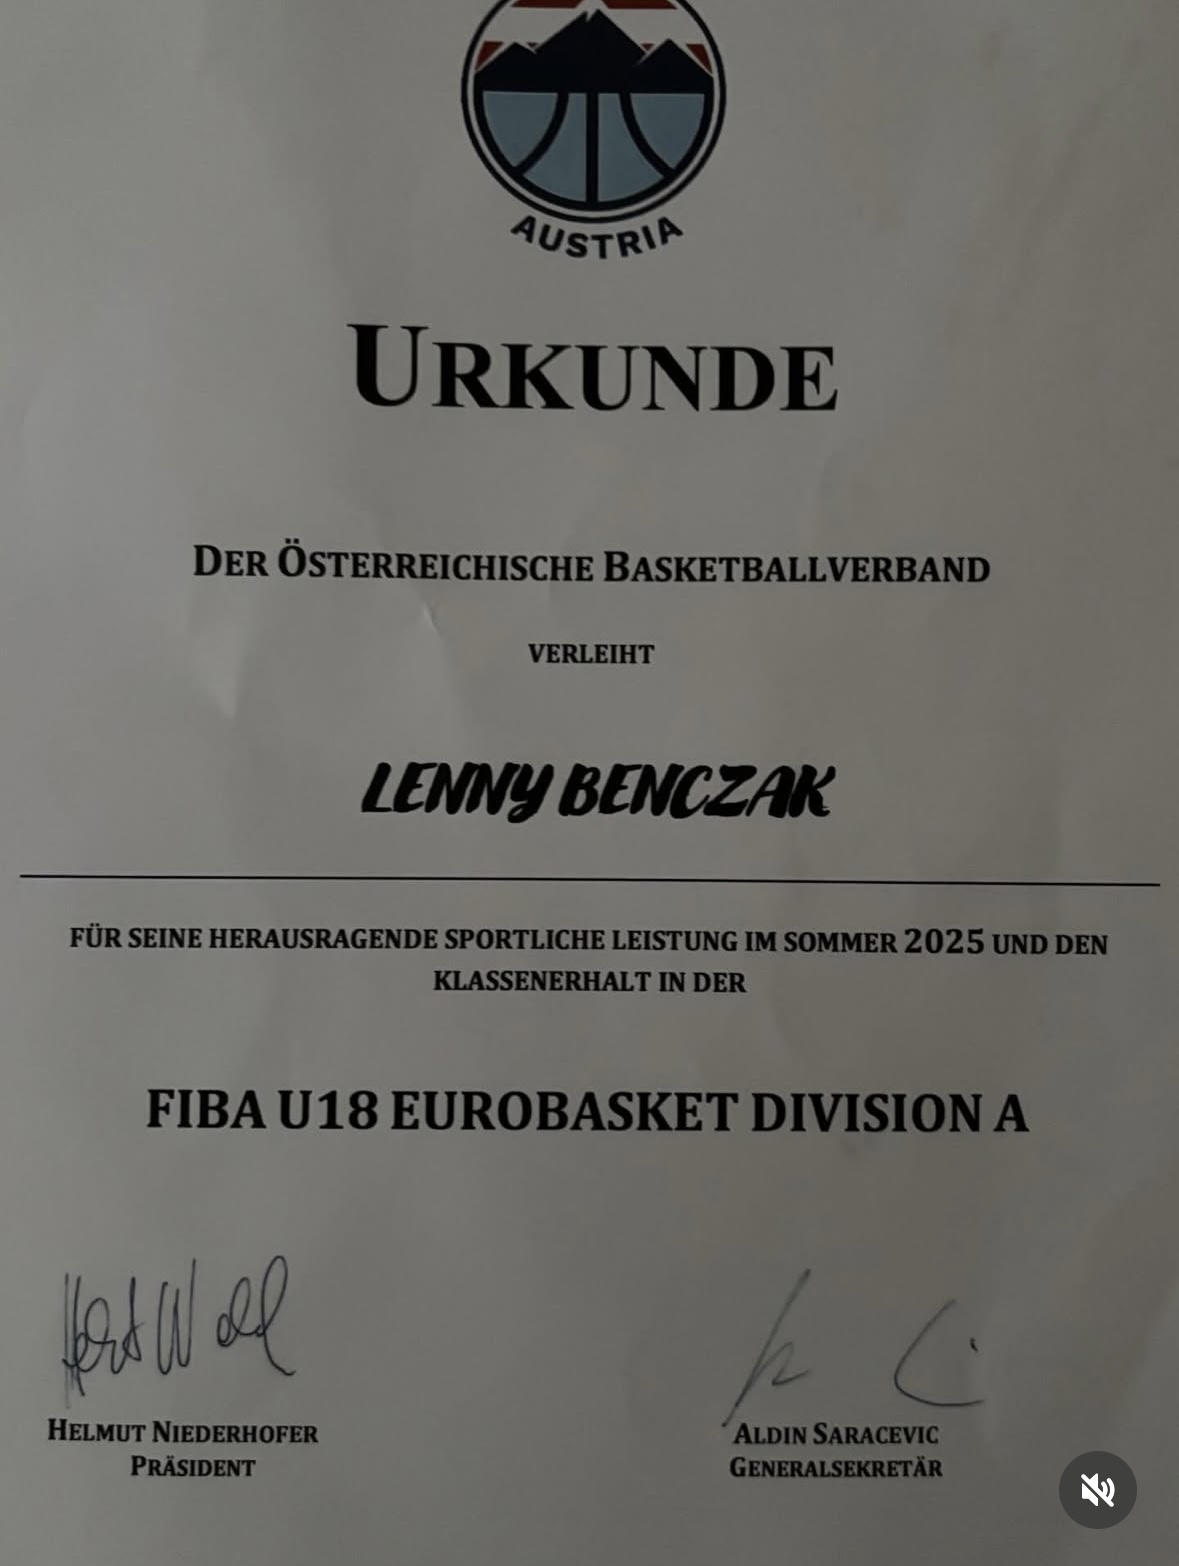 AUSTRIA
URKUNDE
DER ÖSTERREICHISCHE BASKETBALLVERBAND
VERLEIHT
LENNY BENCZAK
FÜR SEINE HERAUSRAGENDE SPORTLICHE LEISTUNG IM SOMMER 2025 UND DEN
KLASSENERHALT IN DER
FIBA U18 EUROBASKET DIVISION A
HELMUT NIEDERHOFER
PRÄSIDENT
ALDIN SARACEVIC
GENERALSEKRETÄR